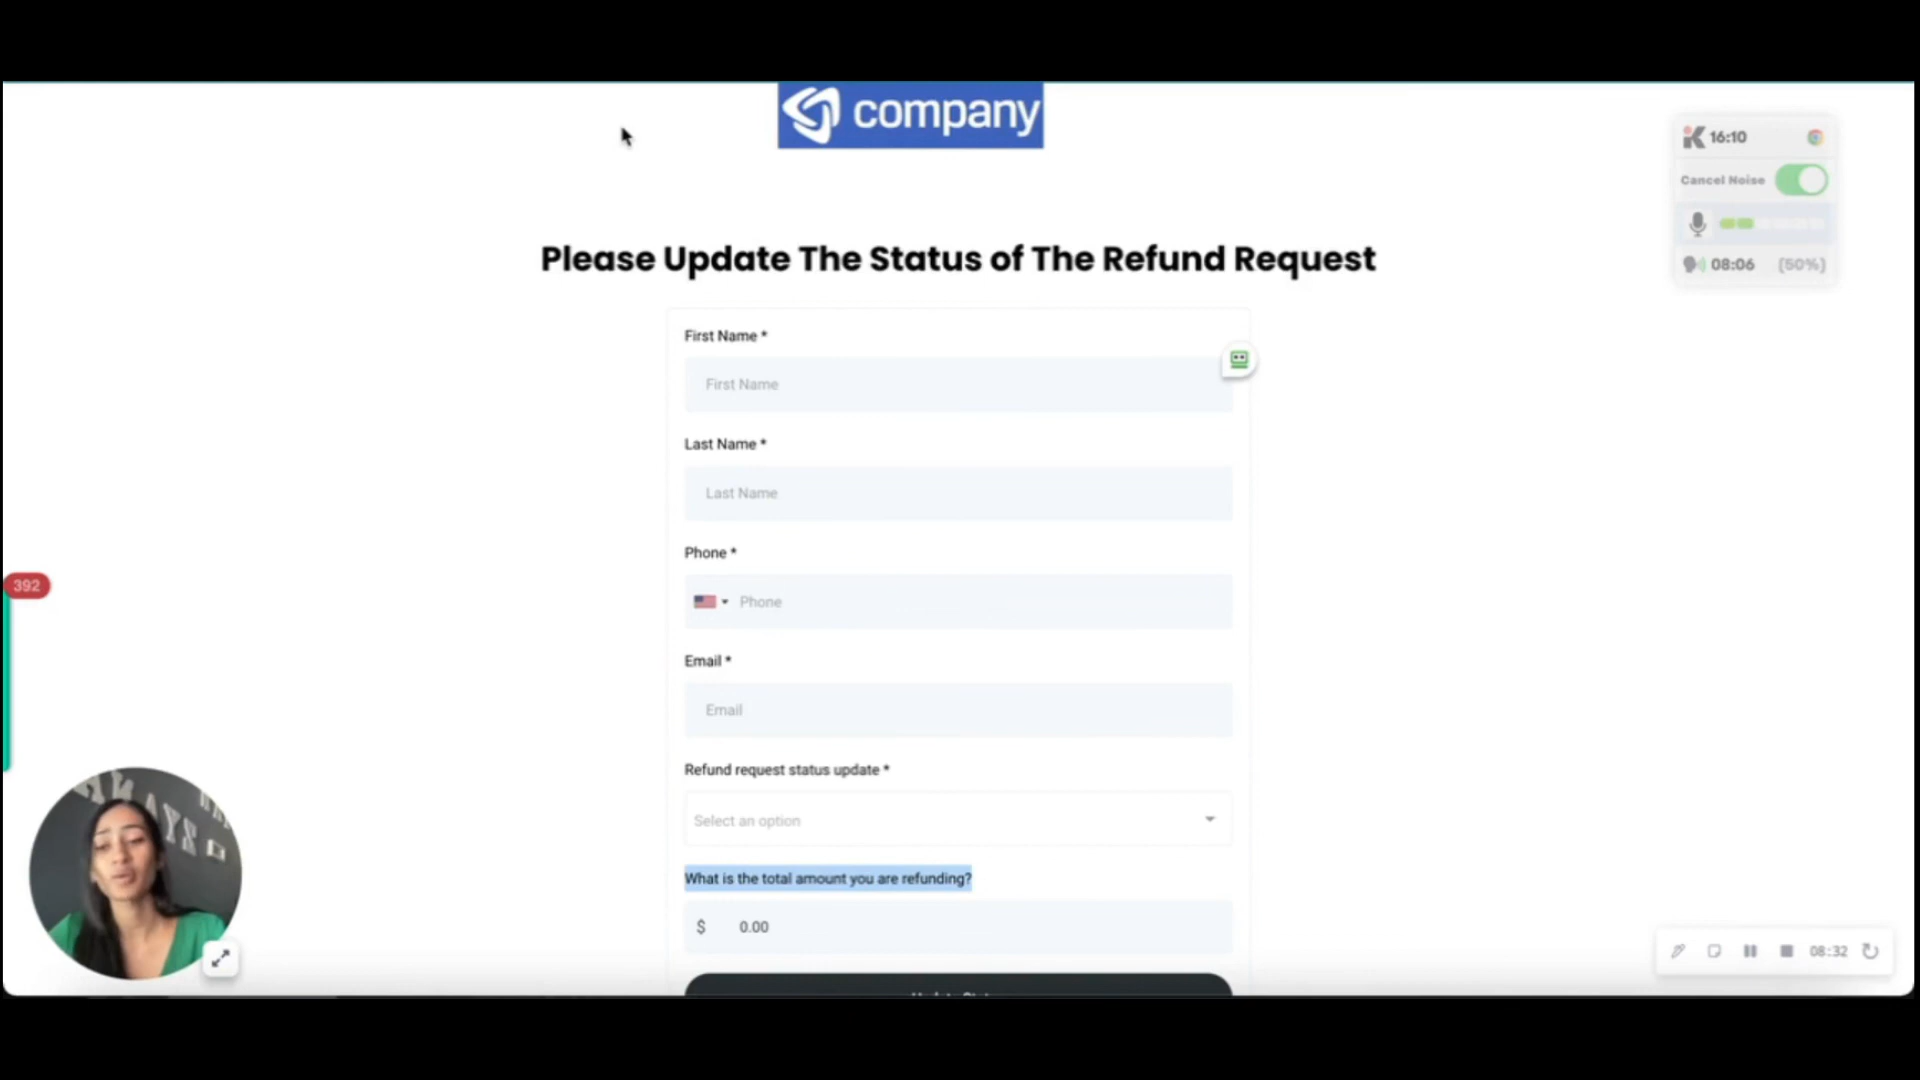 company
16:10
Cancel Noise
08:06 (50%)
Please Update The Status of The Refund Request
First Name *
First Name
Last Name *
Last Name
Phone *
Phone
Email *
Email
Refund request status update *
Select an option
What is the total amount you are refunding?
$ 0.00
392
08:32